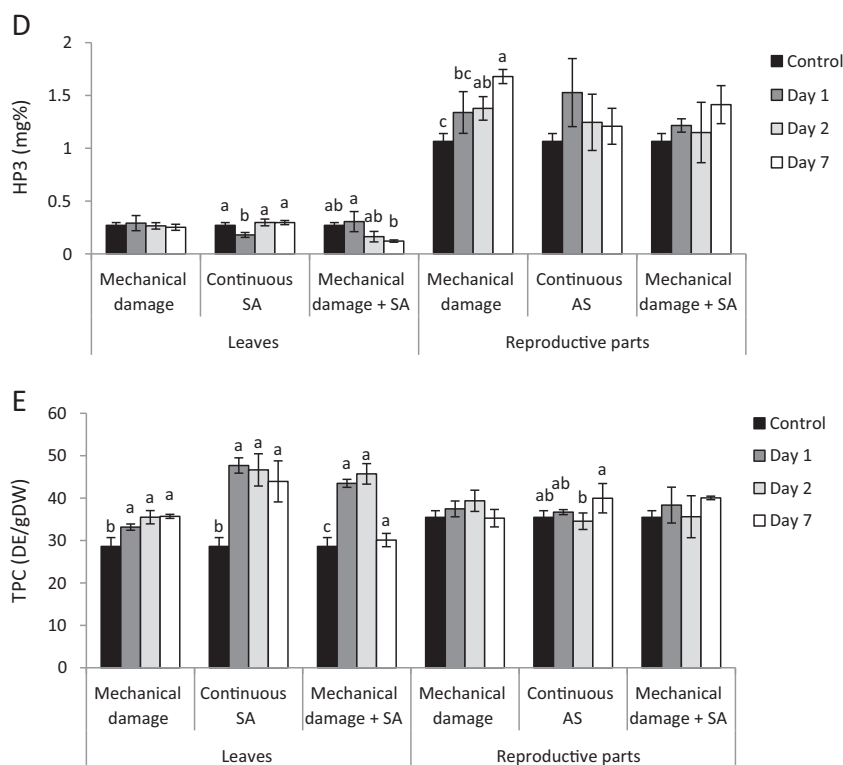 D
2
1.5
1
0.5
0
HP3 (mg%)
a
bc
ab
c
a
b
a
a
ab
a
ab
b
Control
Day 1
Day 2
Day 7
Mechanical damage
Continuous SA
Mechanical damage + SA
Mechanical damage
Continuous AS
Mechanical damage + SA
Leaves
Reproductive parts
E
60
50
40
30
20
10
0
TPC (DE/gDW)
b
a
a
a
b
a
a
a
c
a
a
a
ab
ab
b
a
Control
Day 1
Day 2
Day 7
Mechanical damage
Continuous SA
Mechanical damage + SA
Mechanical damage
Continuous AS
Mechanical damage + SA
Leaves
Reproductive parts